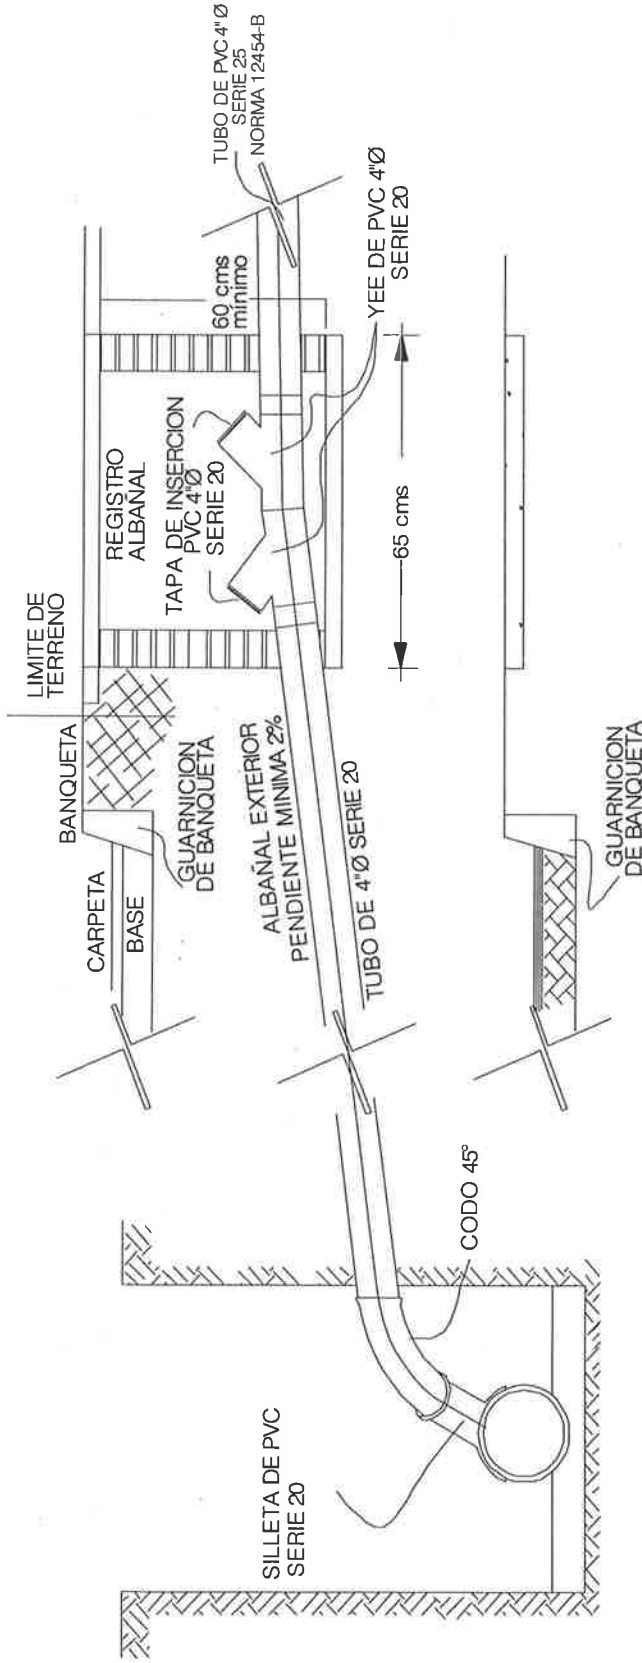 SILLETA DE PVC
SERIE 20
CODO 45°
CARPETA
BASE
BANQUETA
LIMITE DE
TERRENO
GUARNICION
DE BANQUETA
ALBAÑAL EXTERIOR
PENDIENTE MINIMA 2%
TUBO DE 4"Ø SERIE 20
REGISTRO
ALBAÑAL
TAPA DE INSERCION
PVC 4"Ø
SERIE 20
60 cms
mínimo
TUBO DE PVC 4"Ø
SERIE 25
NORMA 12454-B
YEE DE PVC 4"Ø
SERIE 20
65 cms
GUARNICION
DE BANQUETA